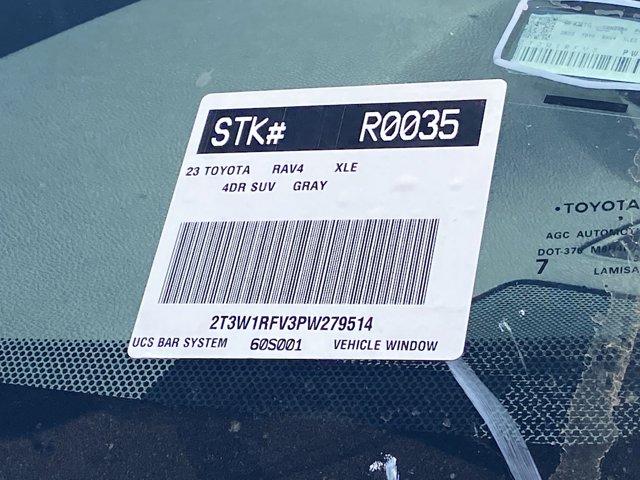 STK# R0035
23 TOYOTA RAV4 XLE
4DR SUV GRAY
2T3W1RFV3PW279514
UCS BAR SYSTEM 60S001 VEHICLE WINDOW
•TOYOTA
AGC
DOT-376
7 LAMISA